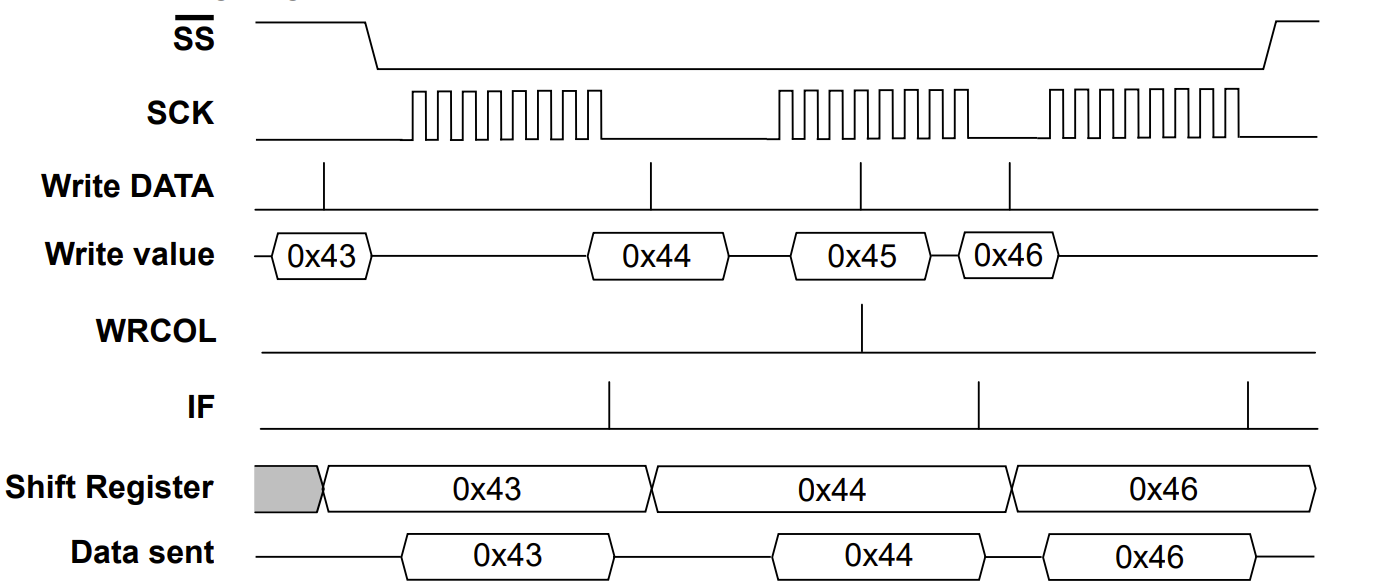 SS
SCK
Write DATA
Write value 0x43 0x44 0x45 0x46
WRCOL
IF
Shift Register 0x43 0x44 0x46
Data sent 0x43 0x44 0x46